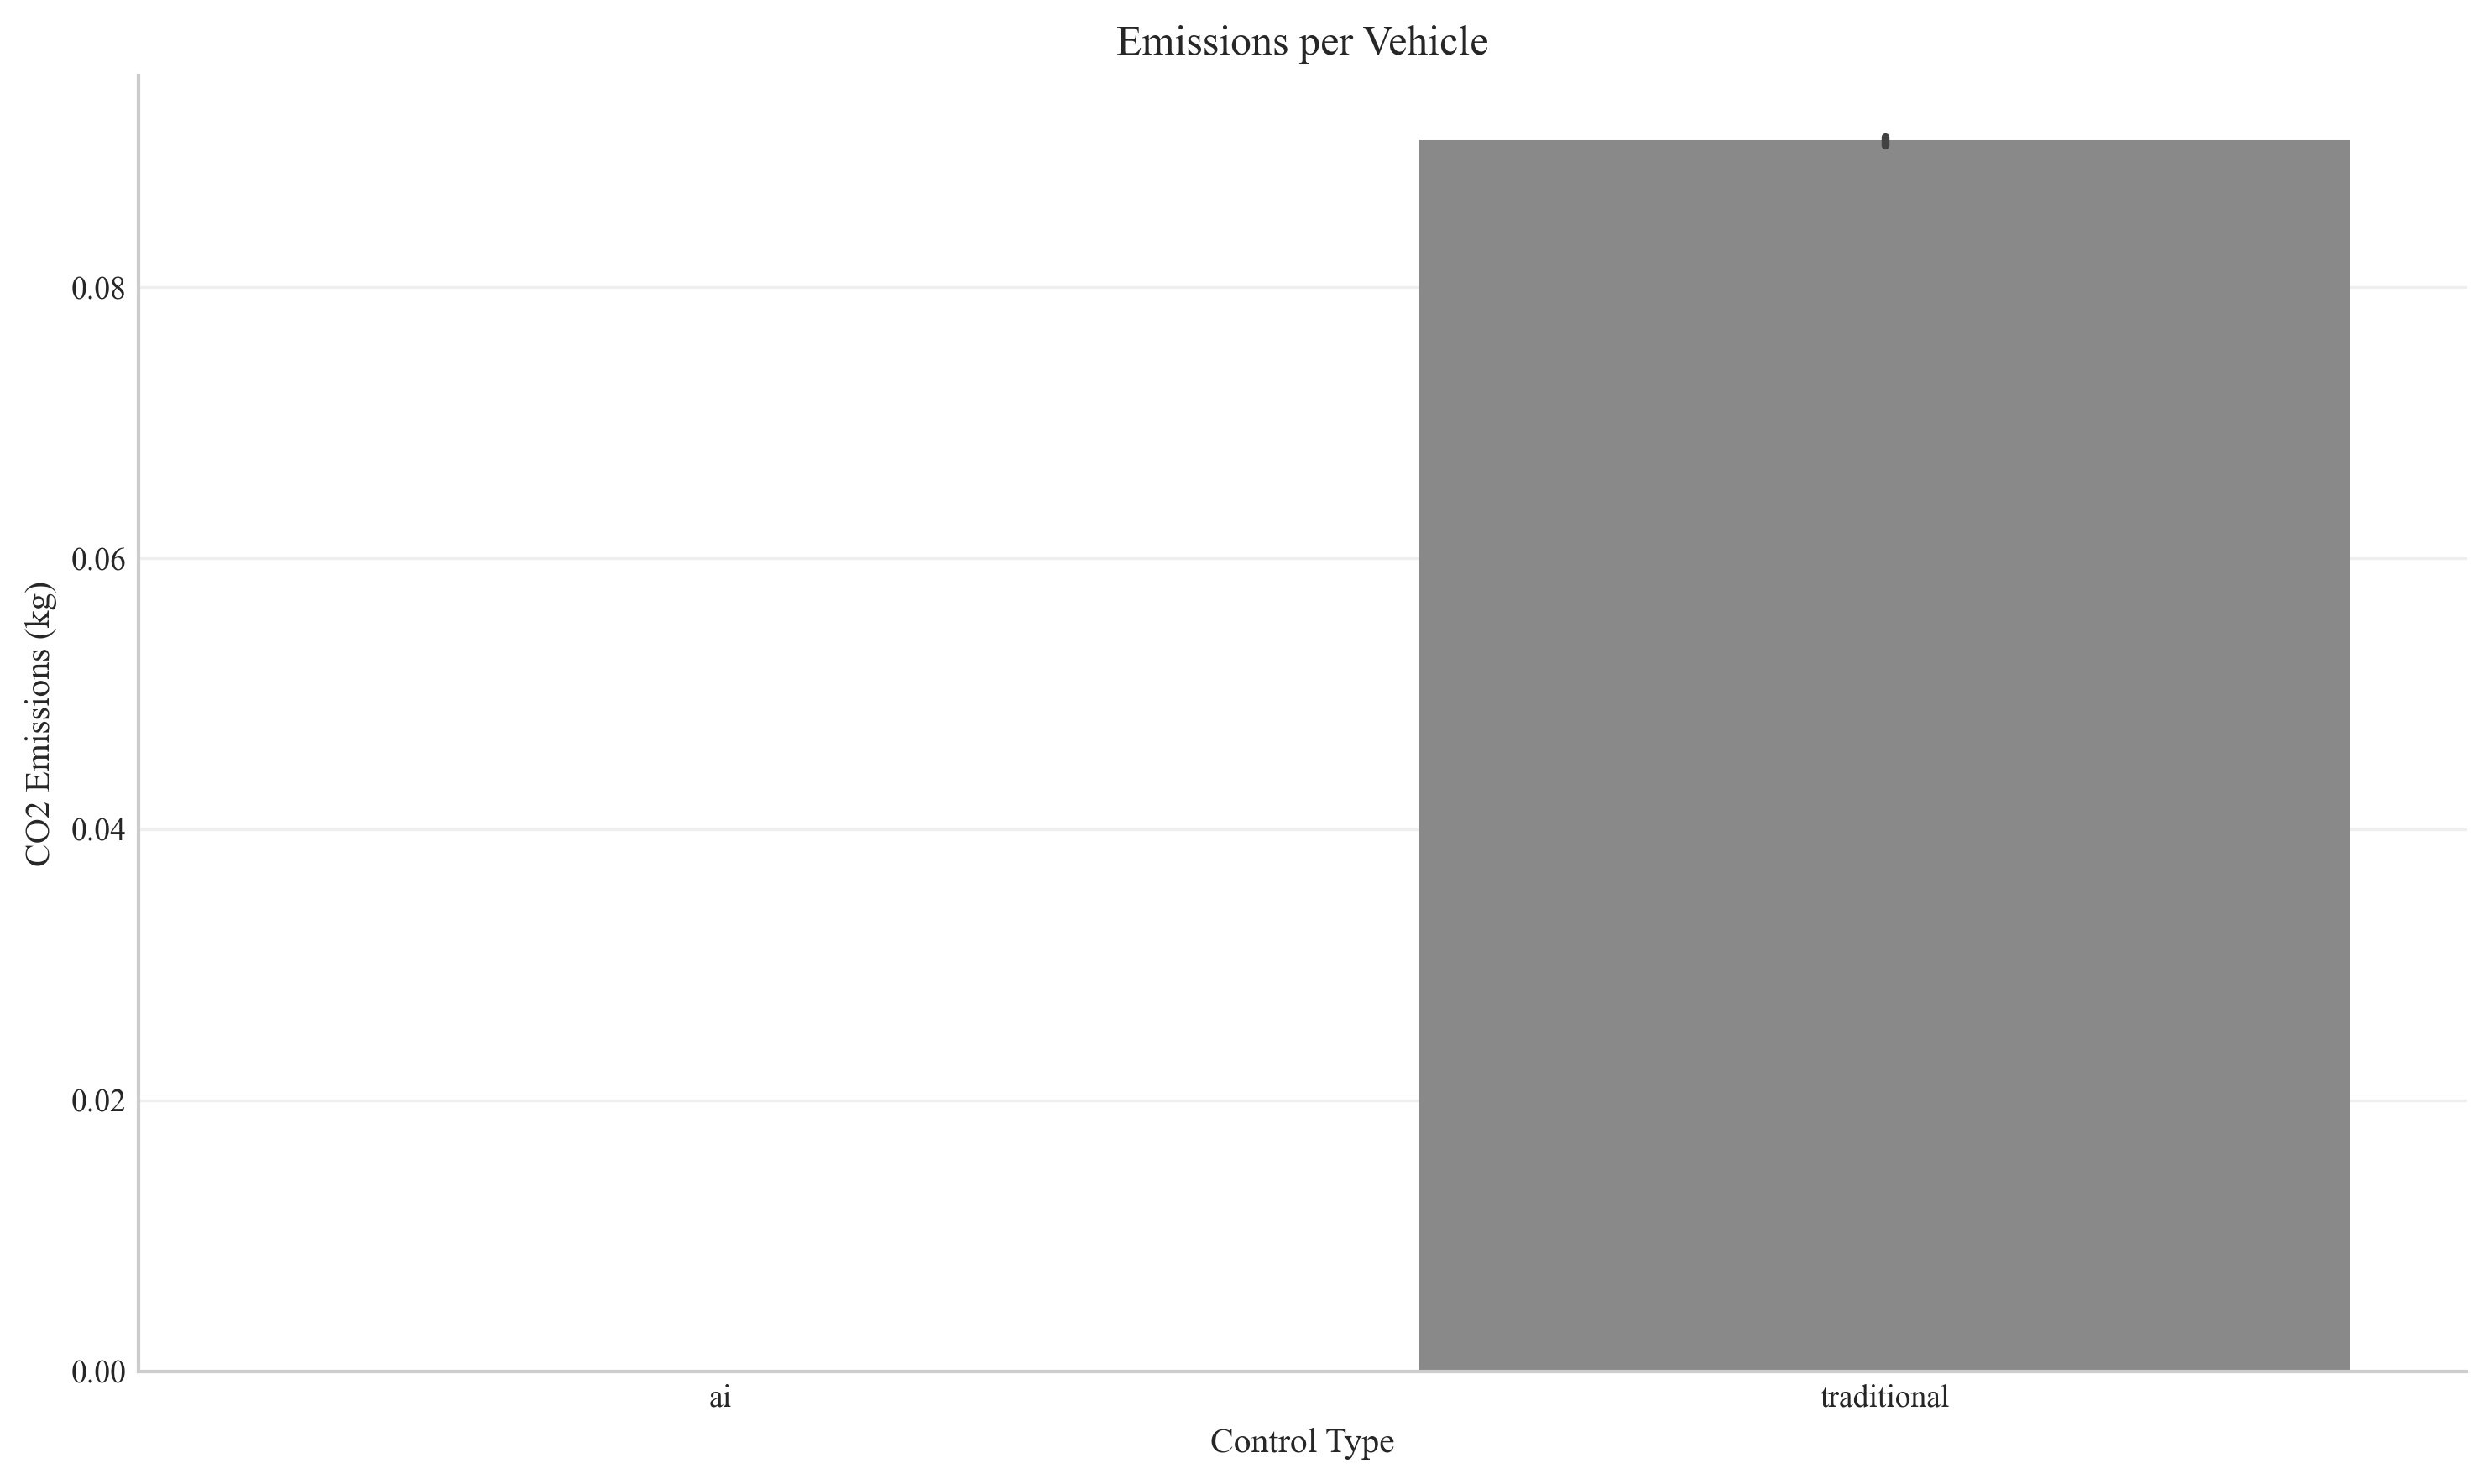 Emissions per Vehicle
CO2 Emissions (kg)
0.08
0.06
0.04
0.02
0.00
ai
traditional
Control Type